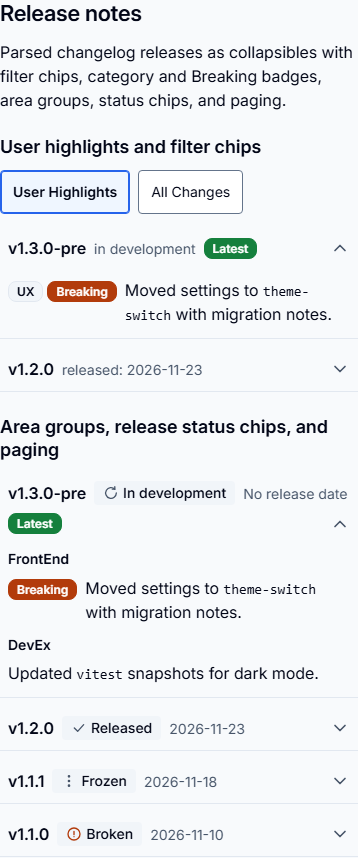 Release notes
Parsed changelog releases as collapsibles with
filter chips, category and Breaking badges,
area groups, status chips, and paging.
User highlights and filter chips
User Highlights All Changes
v1.3.0-pre in development Latest
UX Breaking Moved settings to theme-
switch with migration notes.
v1.2.0 released: 2026-11-23
Area groups, release status chips, and
paging
v1.3.0-pre In development No release date
Latest
FrontEnd
Breaking Moved settings to theme-switch
with migration notes.
DevEx
Updated vitest snapshots for dark mode.
v1.2.0 Released 2026-11-23
v1.1.1 Frozen 2026-11-18
v1.1.0 Broken 2026-11-10